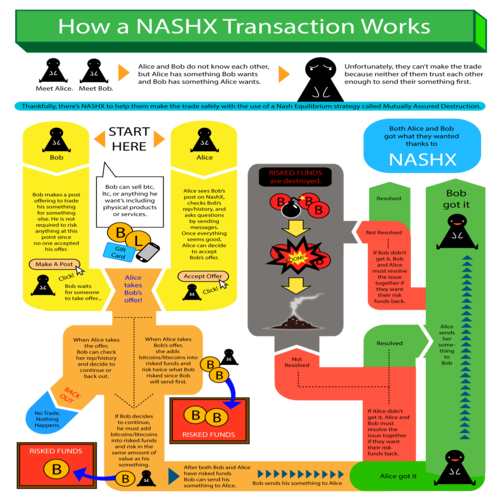 How a NASHX Transaction Works
Meet Alice.
Meet Bob.
Alice and Bob do not know each other,
but Alice has something Bob wants
and Bob has something Alice wants.
Unfortunately, they can't make the trade
because neither of them trust each other
enough to send their something first.
Thankfully, there's NASHX to help them make the trade safely with the use of a Nash Equilibrium strategy called Mutually Assured Destruction.
Bob
START
HERE
Alice
Bob makes a post
offering to trade
his something
for something
else. He is not
required to risk
anything at this
point since
no one accepted
his offer.
Make A Post
Click!
Bob waits
for someone
to take offer...
Bob can sell btc,
ltc, or anything he
want's including
physical products
or services.
B
L
Gift
Card
Alice sees Bob's
post on NashX,
checks Bob's
rep/history, and
asks questions
by sending
messages.
Once everything
seems good,
Alice can decide
to accept
Bob's offer.
Accept Offer
Click!
Alice
takes
Bob's
offer!
When Alice takes
the offer,
Bob can check
her rep/history
and decide to
continue or
back out.
BACK
OUT
No Trade,
Nothing
Happens.
When Alice takes
Bob's offer,
she adds
bitcoins/litecoins into
risked funds and
risk twice what Bob
risked since Bob
will send first.
B
B
B
B
RISKED FUNDS
If Bob decides
to continue,
he must add
bitcoins/litecoins
into risked funds
and risk in the
same amount of
value as his
something.
RISKED FUNDS
B
B
After both Bob and Alice
have risked funds
Bob can send his
something to Alice.
Bob sends his something to Alice
Alice got it
RISKED FUNDS
are destroyed.
B
B
B
BOMB!
Not
Resolved
Both Alice and Bob
got what they wanted
thanks to
NASHX
Resolved
Not Resolved
If Bob didn't
get it, Bob
and Alice
must resolve
the issue
together if
they want
their risk
funds back.
Resolved
If Alice didn't
get it, Alice and
Bob must
resolve the
issue together
if they want
their risk
funds back.
Bob
got it
Alice
sends
her
some-
thing
to
Bob